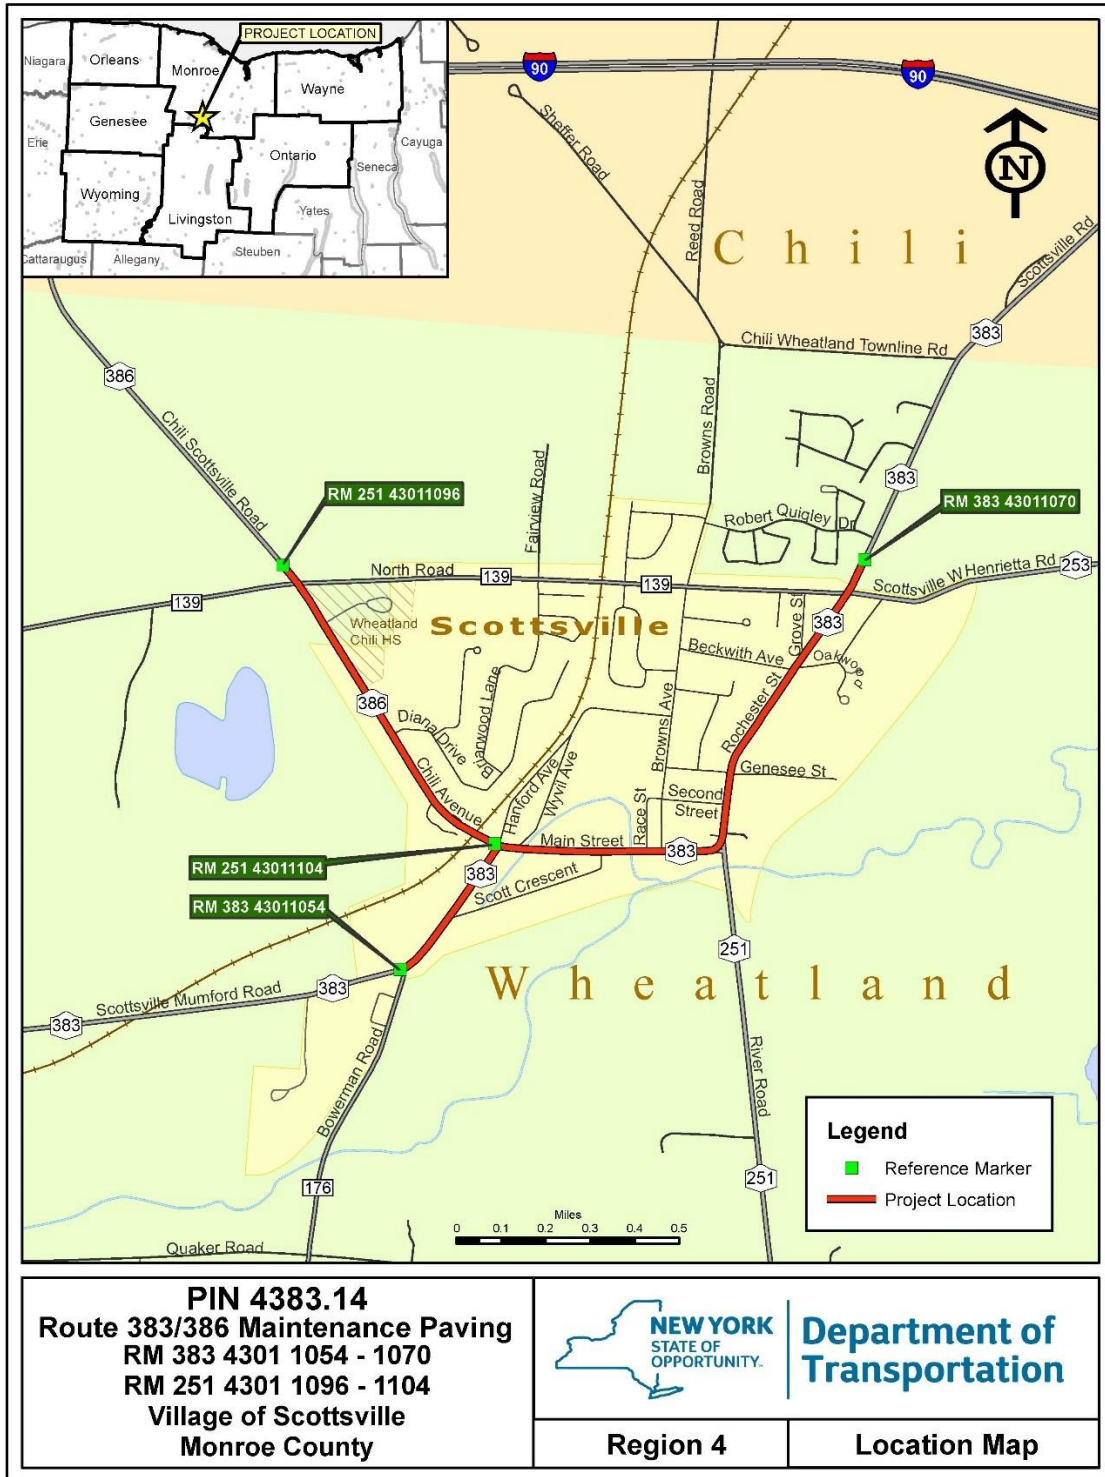 PROJECT LOCATION
Niagara
Orleans
Monroe
Wayne
Genesee
Erie
Ontario
Cayuga
Seneca
Wyoming
Livingston
Yates
Steuben
Cattaraugus
Allegany
90
90
N
Sheffer Road
Reed Road
Chili
Scottsville Rd
383
Chili Wheatland Townline Rd
386
Chili Scottsville Road
Browns Road
383
RM 251 43011096
RM 383 43011070
Fairview Road
Robert Quigley Dr
North Road
139
139
139
Scottsville W Henrietta Rd
253
Wheatland
Chili HS
Scottsville
Grove St
383
Beckwith Ave
Oakwood
386
Diana Drive
Briarwood Lane
Browns Ave
Rochester St
Chili Avenue
Hanford Ave
Wyvil Ave
Genesee St
Race St
Second
Street
Main Street
383
RM 251 43011104
383
Scott Crescent
RM 383 43011054
251
Wheatland
Scottsville Mumford Road
383
383
Bowerman Road
River Road
176
251
Quaker Road
Legend
Reference Marker
Project Location
Miles
0 0.1 0.2 0.3 0.4 0.5
PIN 4383.14
Route 383/386 Maintenance Paving
RM 383 4301 1054 - 1070
RM 251 4301 1096 - 1104
Village of Scottsville
Monroe County
NEW YORK
STATE OF
OPPORTUNITY™
Department of
Transportation
Region 4
Location Map